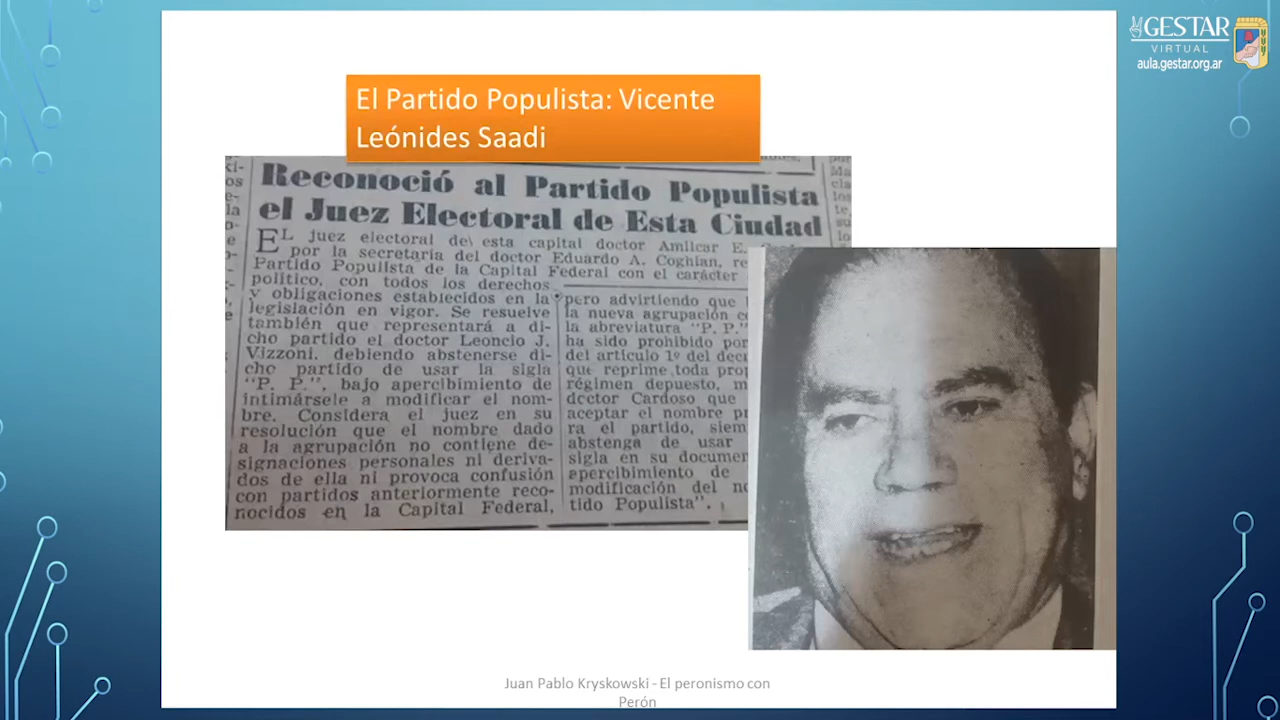 GESTAR
VIRTUAL
aula.gestar.org.ar
El Partido Populista: Vicente
Leónides Saadi
Reconoció al Partido Populista
el Juez Electoral de Esta Ciudad
EL juez electoral de esta capital doctor Amílcar E.
por la secretaría del doctor Eduardo A. Coghlan, re
Partido Populista de la Capital Federal con el carácter
político, con todos los derechos
y obligaciones establecidos en la
legislación en vigor. Se resuelve
también que representará a di-
cho partido el doctor Leoncio J.
Vizzoni, debiendo abstenerse di-
cho partido de usar la sigla
"P. P.", bajo apercibimiento de
intimársele a modificar el nom-
bre. Considera el juez en su
resolución que el nombre dado
a la agrupación no contiene de-
signaciones personales ni deriva-
dos de ella ni provoca confusión
con partidos anteriormente reco-
nocidos en la Capital Federal,
pero advirtiendo que
la nueva agrupación
la abreviatura "P. P."
ha sido prohibido por
del artículo 1º del dec
que reprime toda pro
régimen depuesto, m
doctor Cardoso que
aceptar el nombre pr
ra el partido, siem
abstenga de usar
sigla en su documen
apercibimiento de
modificación del no
tido Populista".
Juan Pablo Kryskowski - El peronismo con
Perón